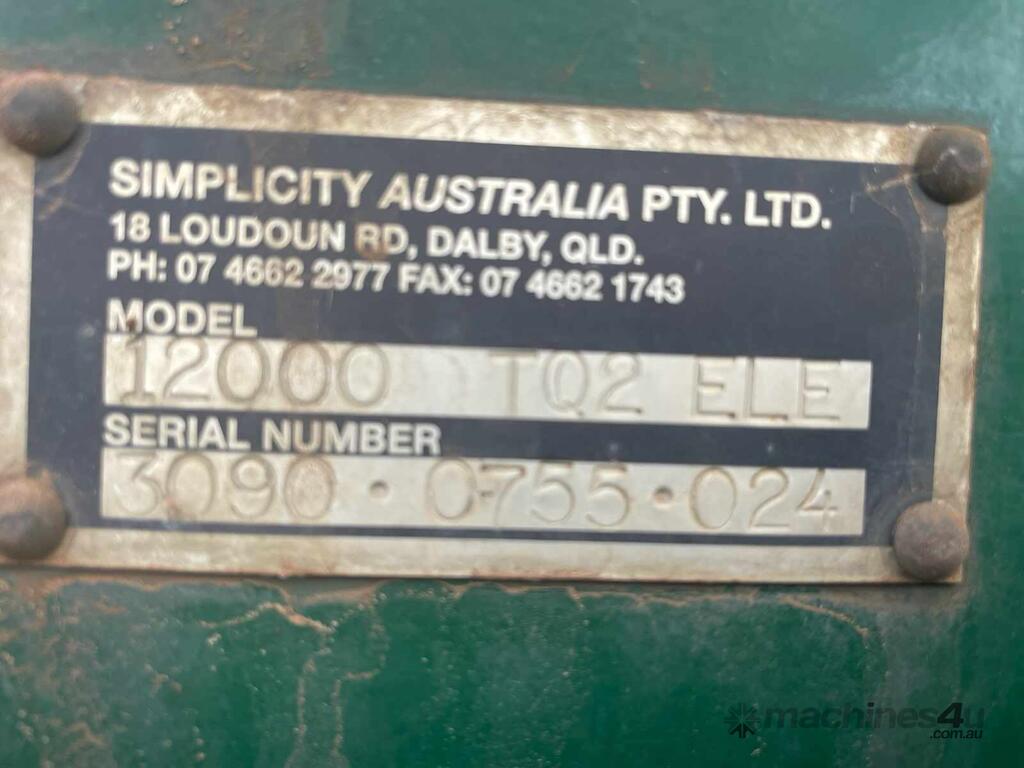 SIMPLICITY AUSTRALIA PTY. LTD.
18 LOUDOUN RD, DALBY, QLD.
PH: 07 4662 2977 FAX: 07 4662 1743
MODEL
12000 TQ2 ELE
SERIAL NUMBER
3090 · 0755 · 024
machines4u
.com.au